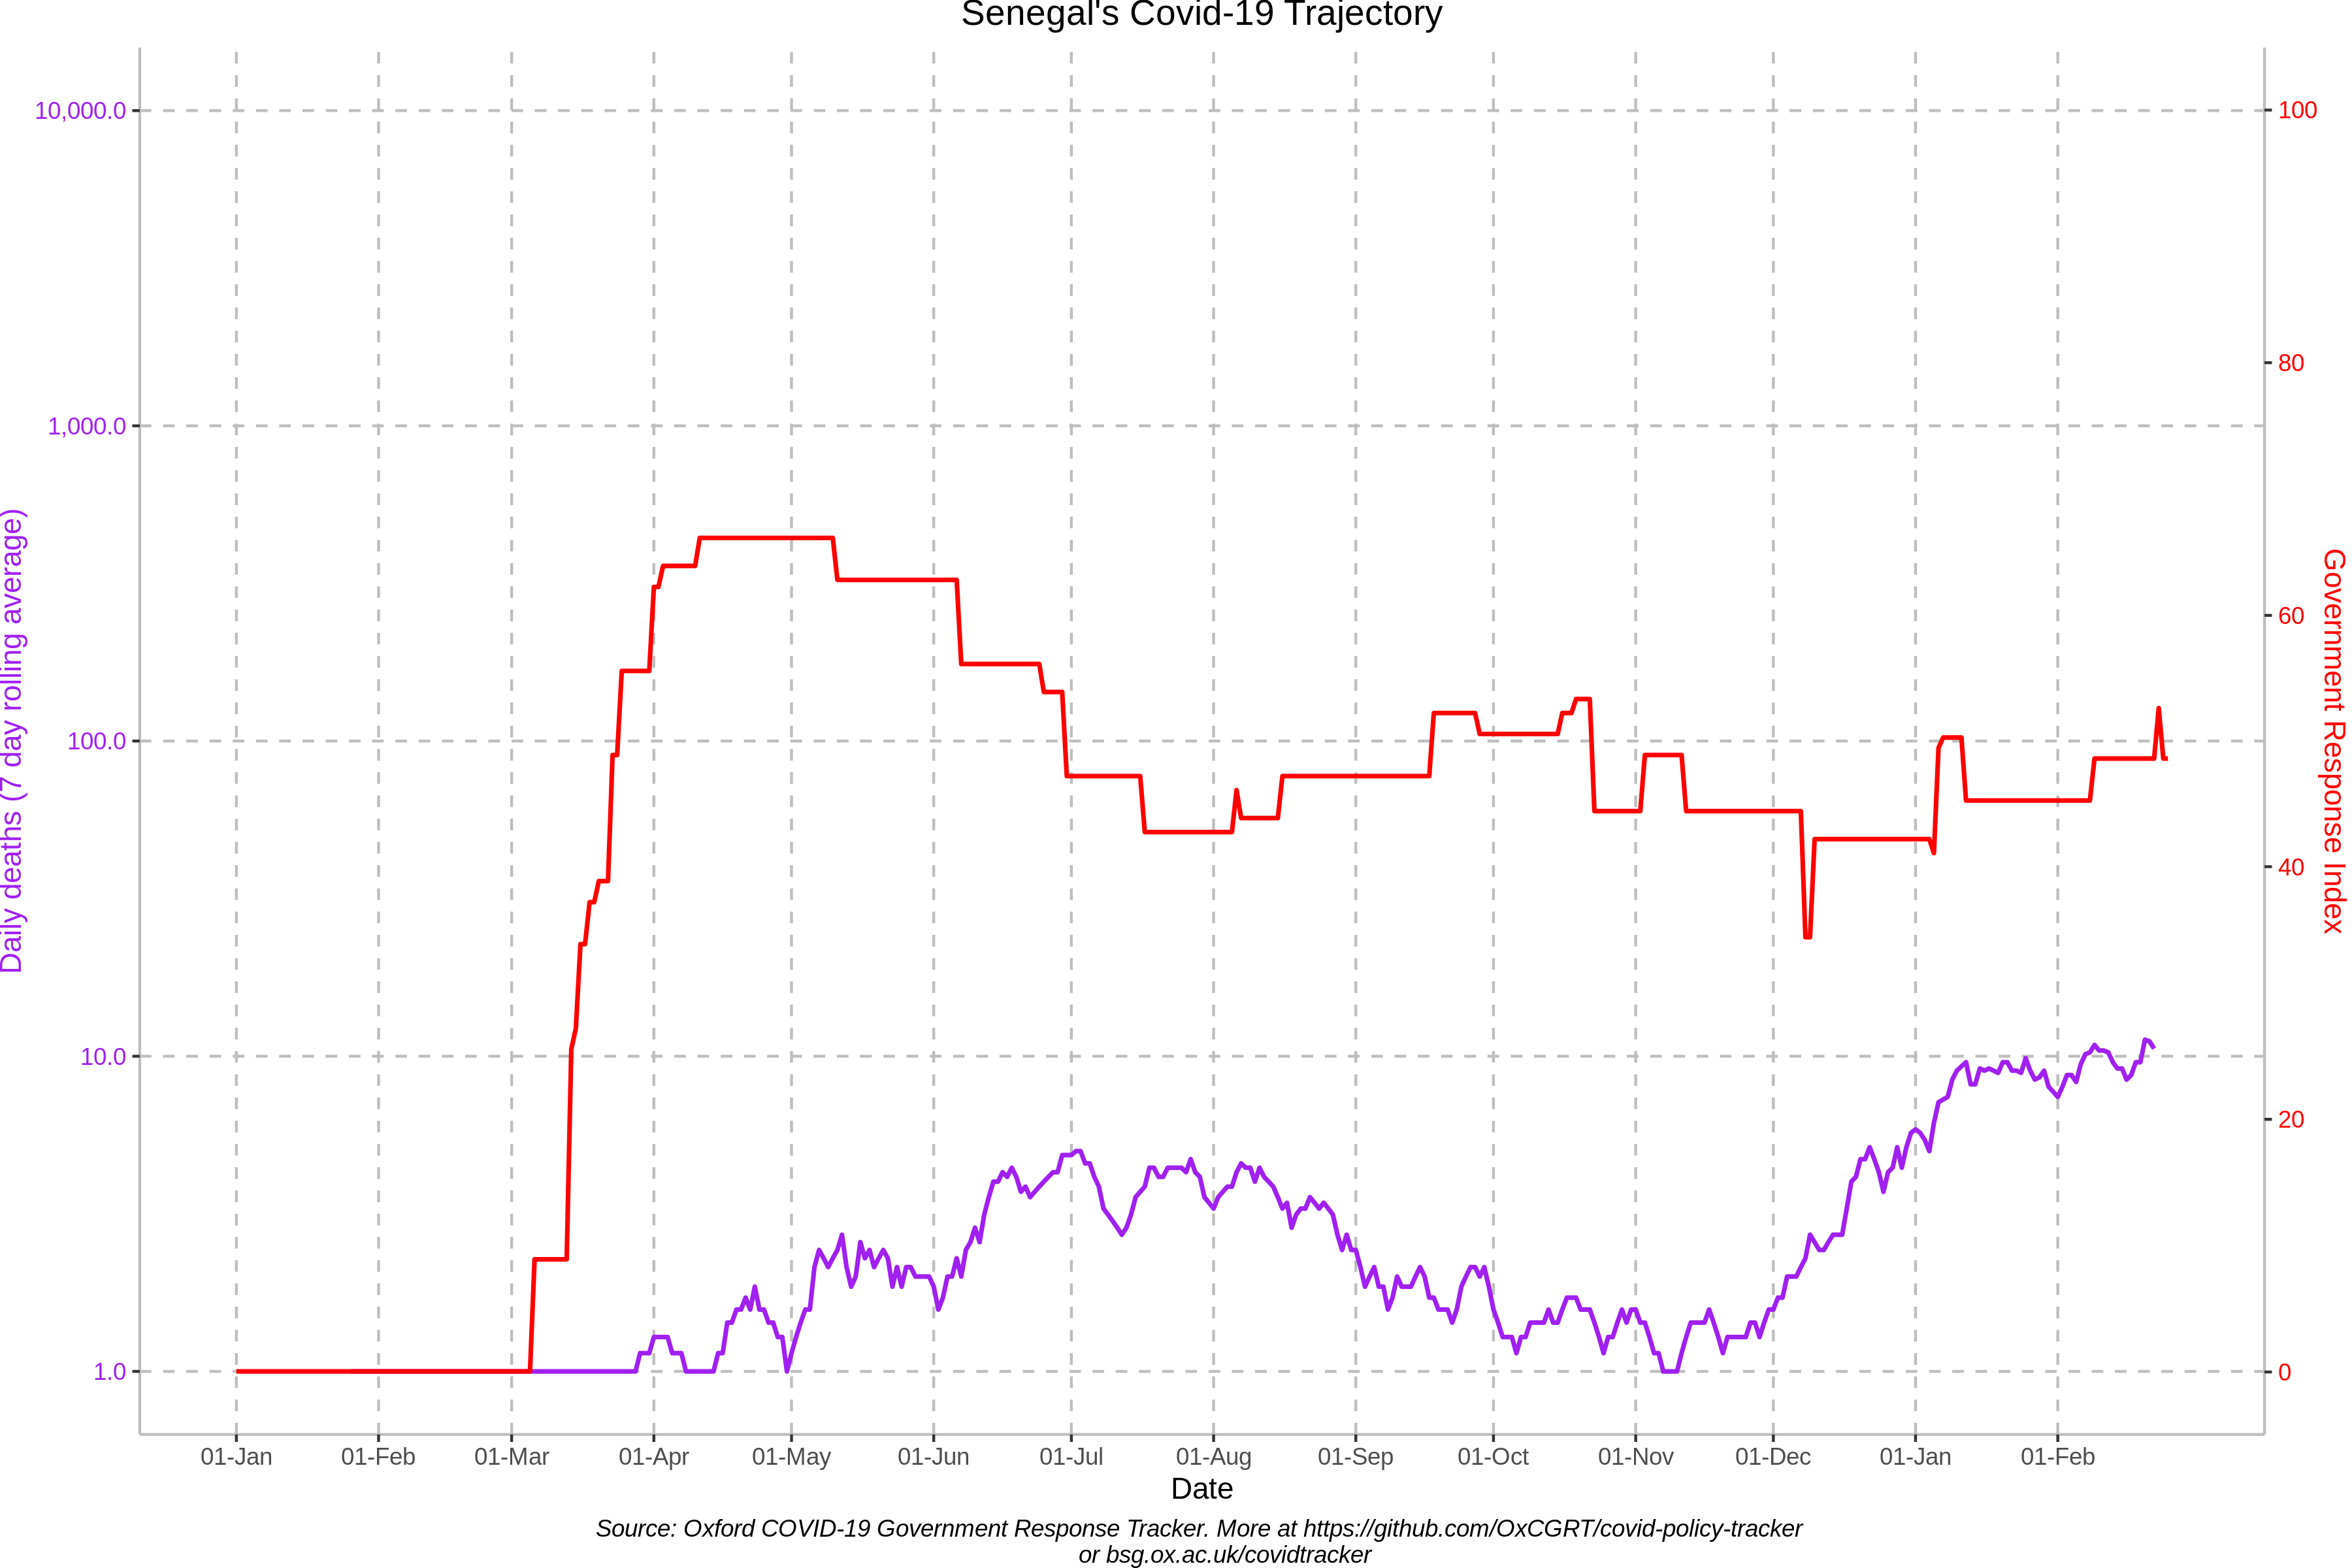 Senegal's Covid-19 Trajectory
10,000.0
1,000.0
100.0
10.0
1.0
Daily deaths (7 day rolling average)
100
80
60
40
20
0
Government Response Index
01-Jan 01-Feb 01-Mar 01-Apr 01-May 01-Jun 01-Jul 01-Aug 01-Sep 01-Oct 01-Nov 01-Dec 01-Jan 01-Feb
Date
Source: Oxford COVID-19 Government Response Tracker. More at https://github.com/OxCGRT/covid-policy-tracker
or bsg.ox.ac.uk/covidtracker